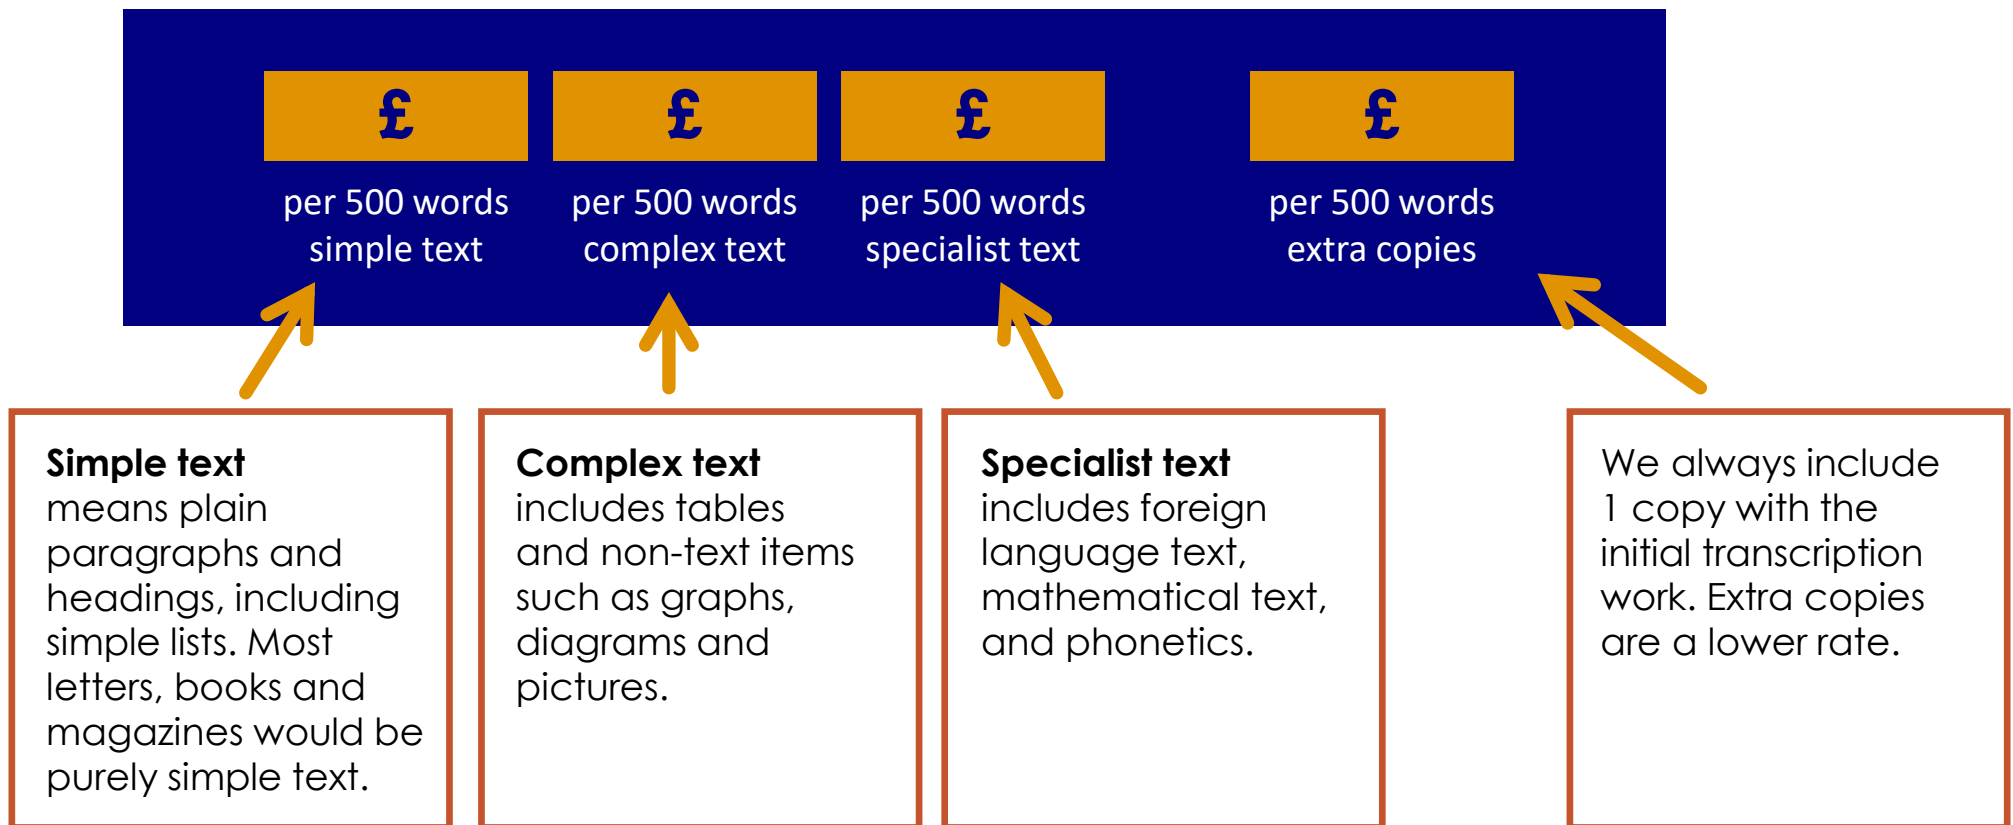 £
per 500 words
simple text
£
per 500 words
complex text
£
per 500 words
specialist text
£
per 500 words
extra copies
Simple text
means plain
paragraphs and
headings, including
simple lists. Most
letters, books and
magazines would be
purely simple text.
Complex text
includes tables
and non-text items
such as graphs,
diagrams and
pictures.
Specialist text
includes foreign
language text,
mathematical text,
and phonetics.
We always include
1 copy with the
initial transcription
work. Extra copies
are a lower rate.